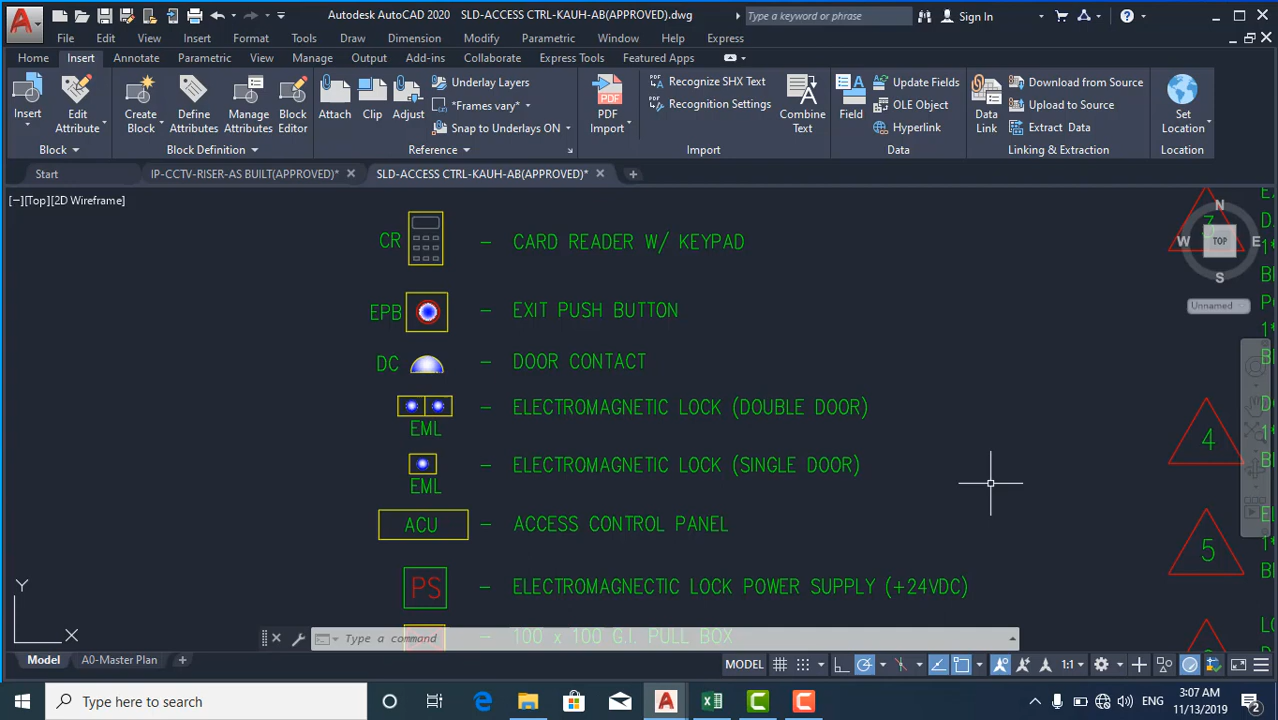 Autodesk AutoCAD 2020 SLD-ACCESS CTRL-KAUH-AB(APPROVED).dwg Type a keyword or phrase Sign In
File Edit View Insert Format Tools Draw Dimension Modify Parametric Window Help Express
Home Insert Annotate Parametric View Manage Output Add-ins Collaborate Express Tools Featured Apps
Insert
Edit
Attribute
Create
Block
Define
Attributes
Manage
Attributes
Block
Editor
Attach
Clip
Adjust
Underlay Layers
*Frames vary*
Snap to Underlays ON
PDF
PDF
Import
Recognize SHX Text
Recognition Settings
Combine
Text
Field
Update Fields
OLE Object
Hyperlink
Data
Link
Download from Source
Upload to Source
Extract Data
Set
Location
Block Block Definition Reference Import Data Linking & Extraction Location
Start IP-CCTV-RISER-AS BUILT(APPROVED)* SLD-ACCESS CTRL-KAUH-AB(APPROVED)*
[−][Top][2D Wireframe]
N
W TOP E
S
Unnamed
3
CR – CARD READER W/ KEYPAD
EPB – EXIT PUSH BUTTON
DC – DOOR CONTACT
– ELECTROMAGNETIC LOCK (DOUBLE DOOR)
EML
4
– ELECTROMAGNETIC LOCK (SINGLE DOOR)
EML
ACU – ACCESS CONTROL PANEL
5
PS – ELECTROMAGNECTIC LOCK POWER SUPPLY (+24VDC)
– 100 x 100 G.I. PULL BOX
Y
X
Type a command
Model A0-Master Plan MODEL 1:1
Type here to search
ENG
3:07 AM
11/13/2019
2